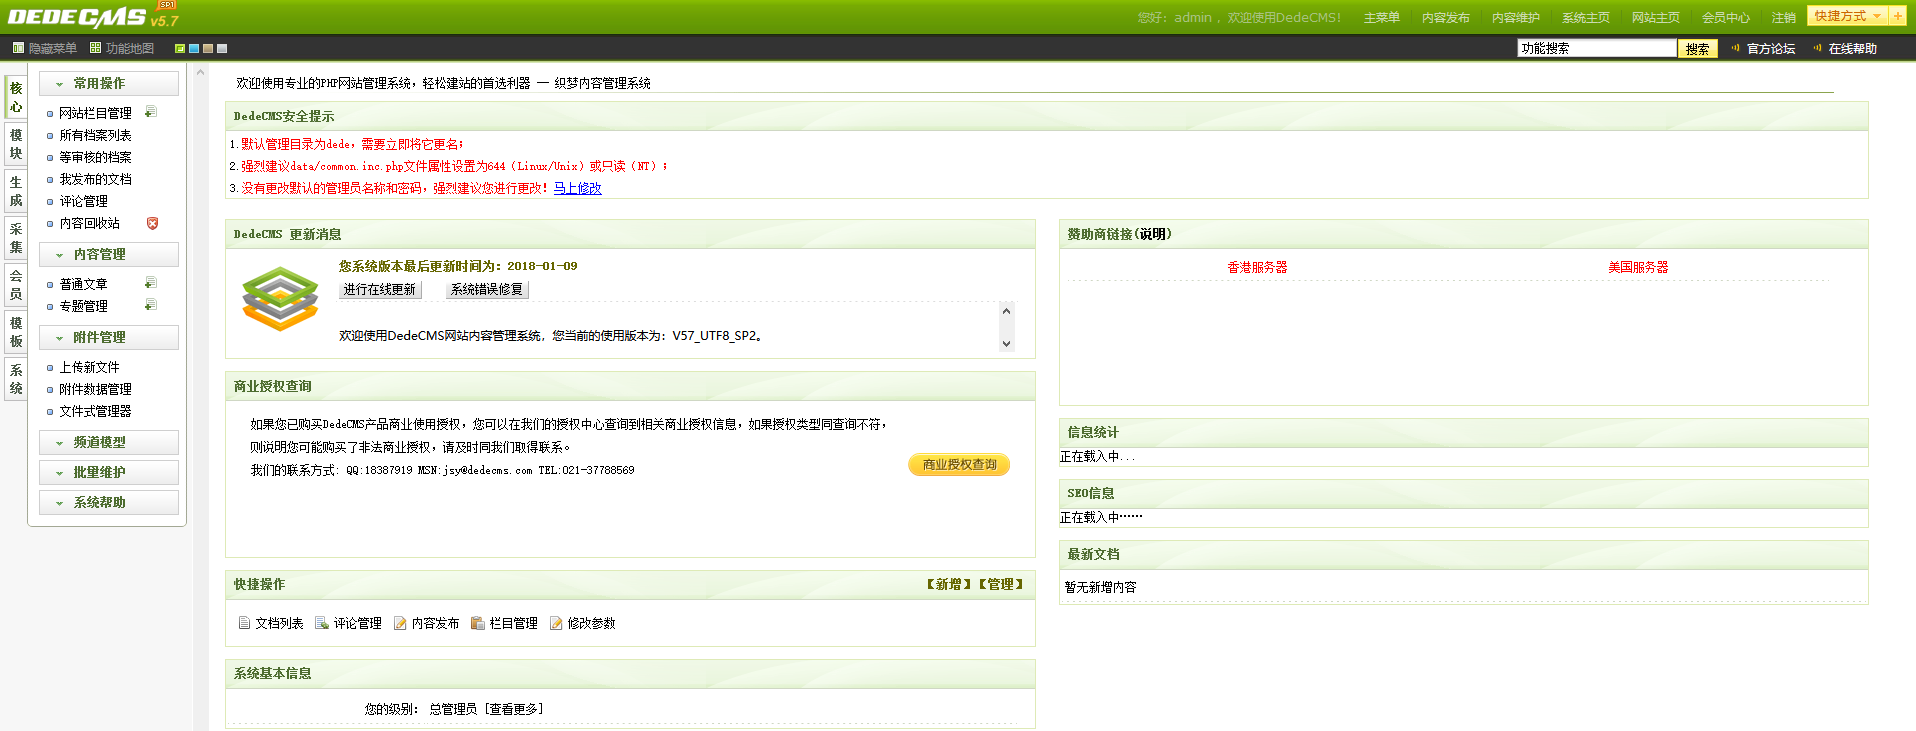 DEDECMS v5.7 SP1
您好：admin ，欢迎使用DedeCMS！ 主菜单 内容发布 内容维护 系统主页 网站主页 会员中心 注销 快捷方式 +
隐藏菜单 功能地图
功能搜索 搜索 官方论坛 在线帮助
核心
模块
生成
采集
会员
模板
系统
常用操作
网站栏目管理
所有档案列表
等审核的档案
我发布的文档
评论管理
内容回收站
内容管理
普通文章
专题管理
附件管理
上传新文件
附件数据管理
文件式管理器
频道模型
批量维护
系统帮助
欢迎使用专业的PHP网站管理系统，轻松建站的首选利器 — 织梦内容管理系统
DedeCMS安全提示
1.默认管理目录为dede，需要立即将它更名；
2.强烈建议data/common.inc.php文件属性设置为644（Linux/Unix）或只读（NT）；
3.没有更改默认的管理员名称和密码，强烈建议您进行更改！马上修改
DedeCMS 更新消息
您系统版本最后更新时间为：2018-01-09
进行在线更新 系统错误修复
欢迎使用DedeCMS网站内容管理系统，您当前的使用版本为：V57_UTF8_SP2。
商业授权查询
如果您已购买DedeCMS产品商业使用授权，您可以在我们的授权中心查询到相关商业授权信息，如果授权类型同查询不符，
则说明您可能购买了非法商业授权，请及时同我们取得联系。
我们的联系方式: QQ:18387919 MSN:jsy@dedecms.com TEL:021-37788569
商业授权查询
快捷操作 【新增】【管理】
文档列表 评论管理 内容发布 栏目管理 修改参数
系统基本信息
您的级别： 总管理员 [查看更多]
赞助商链接(说明)
香港服务器 美国服务器
信息统计
正在载入中...
SEO信息
正在载入中……
最新文档
暂无新增内容